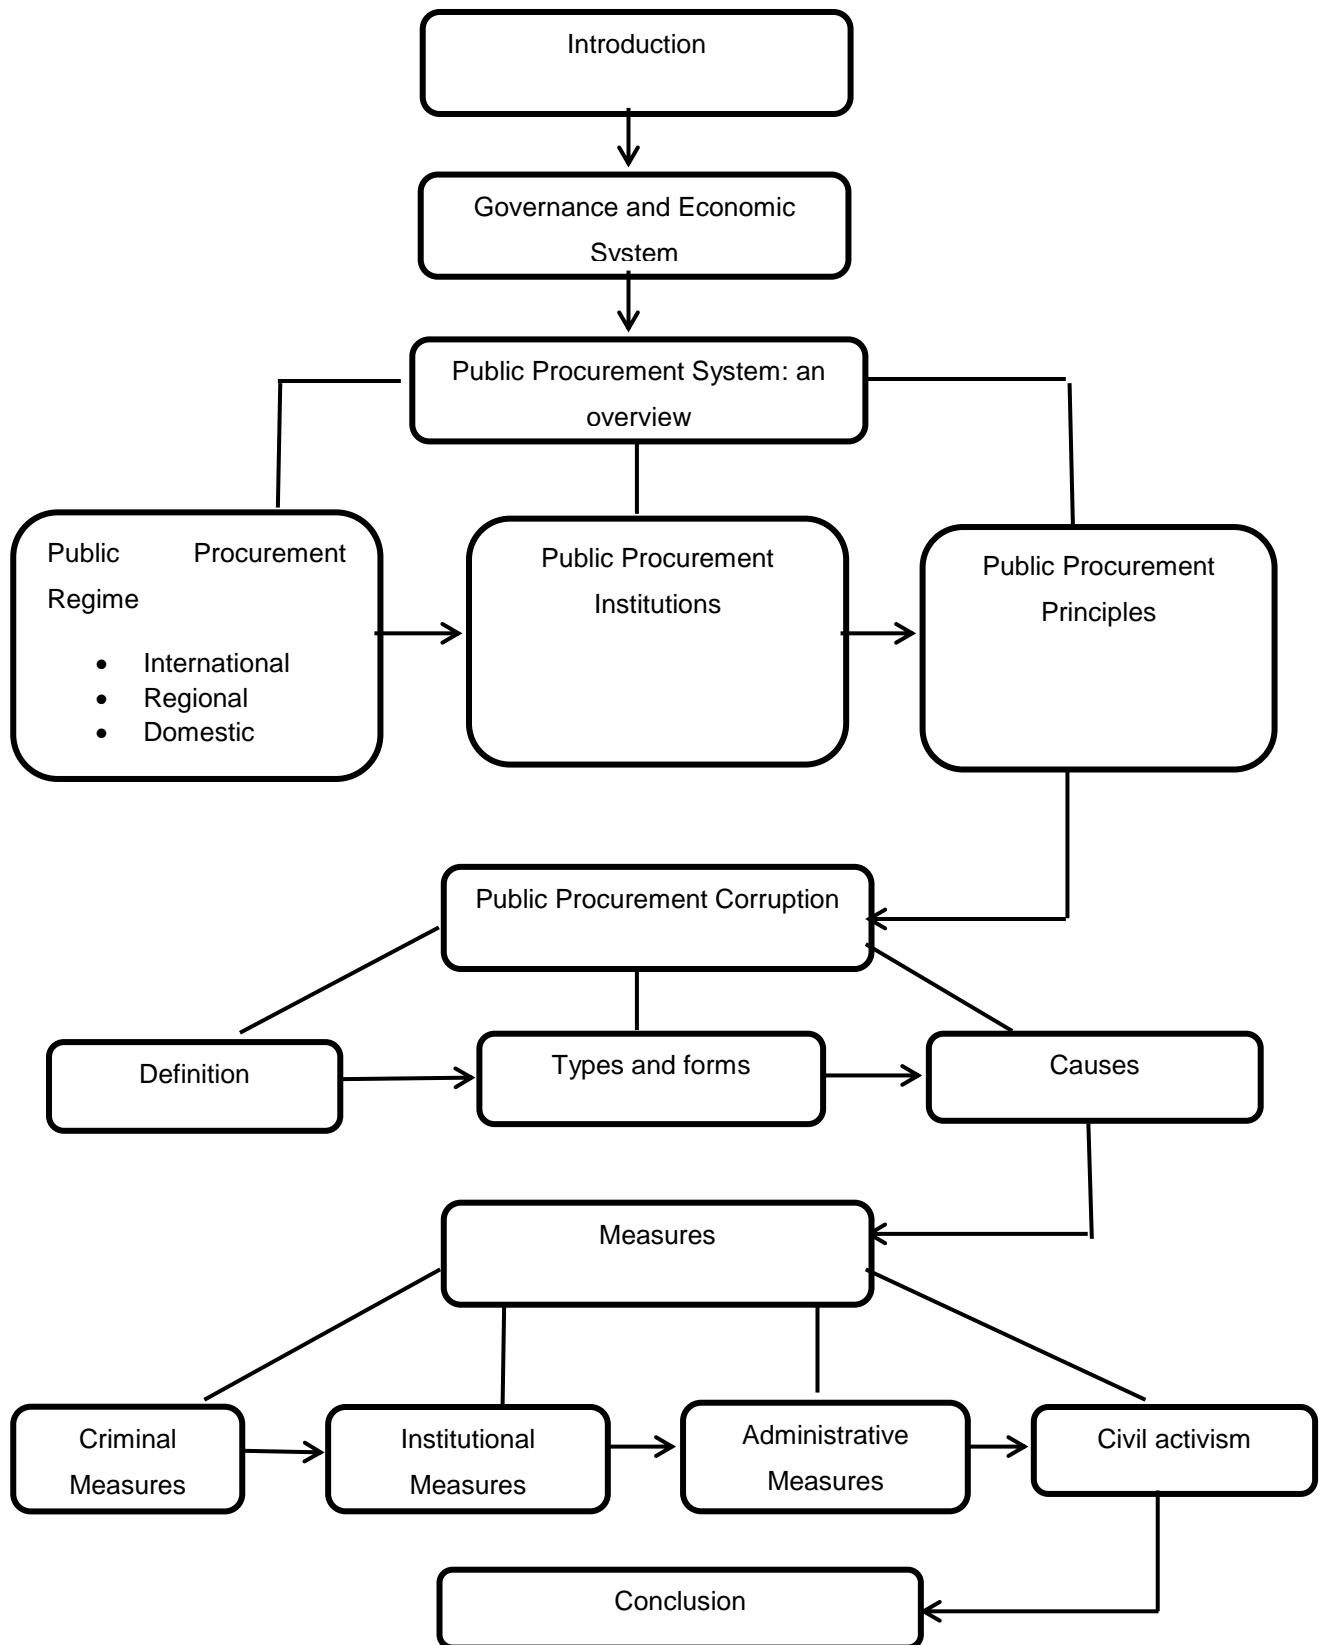 Introduction
Governance and Economic
System
Public Procurement System: an
overview
Public Procurement
Regime
• International
• Regional
• Domestic
Public Procurement
Institutions
Public Procurement
Principles
Public Procurement Corruption
Definition
Types and forms
Causes
Measures
Criminal
Measures
Institutional
Measures
Administrative
Measures
Civil activism
Conclusion